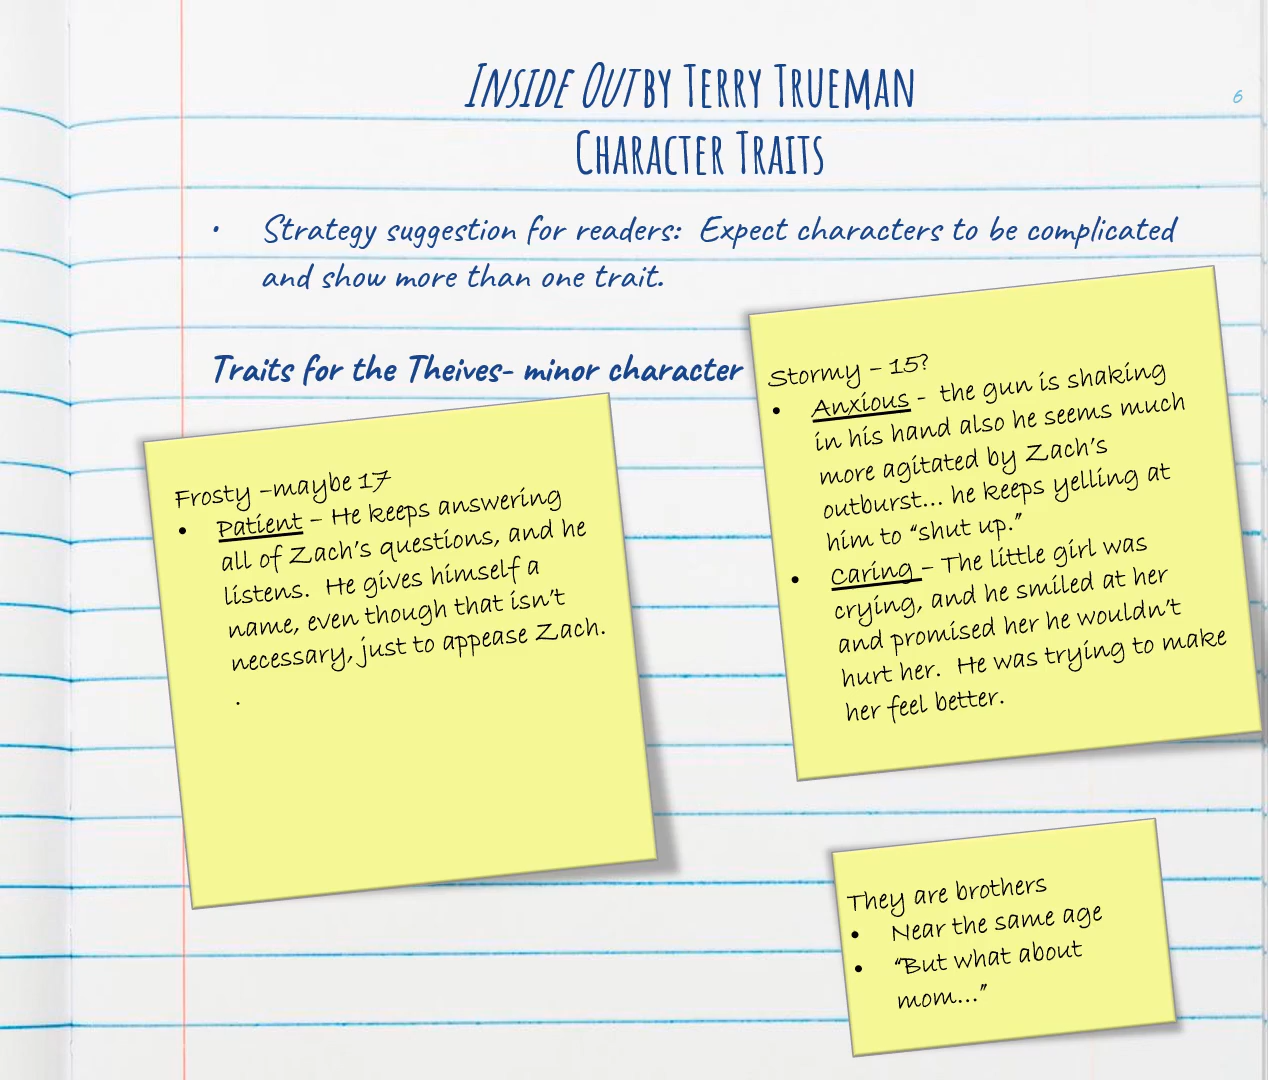 Inside Out by Terry Trueman
6
Character Traits
• Strategy suggestion for readers: Expect characters to be complicated
and show more than one trait.
Traits for the Theives- minor character
Frosty –maybe 17
• Patient – He keeps answering
all of Zach's questions, and he
listens. He gives himself a
name, even though that isn't
necessary, just to appease Zach.
.
Stormy – 15?
• Anxious - the gun is shaking
in his hand also he seems much
more agitated by Zach's
outburst... he keeps yelling at
him to "shut up."
• Caring – The little girl was
crying, and he smiled at her
and promised her he wouldn't
hurt her. He was trying to make
her feel better.
They are brothers
• Near the same age
• "But what about
mom..."